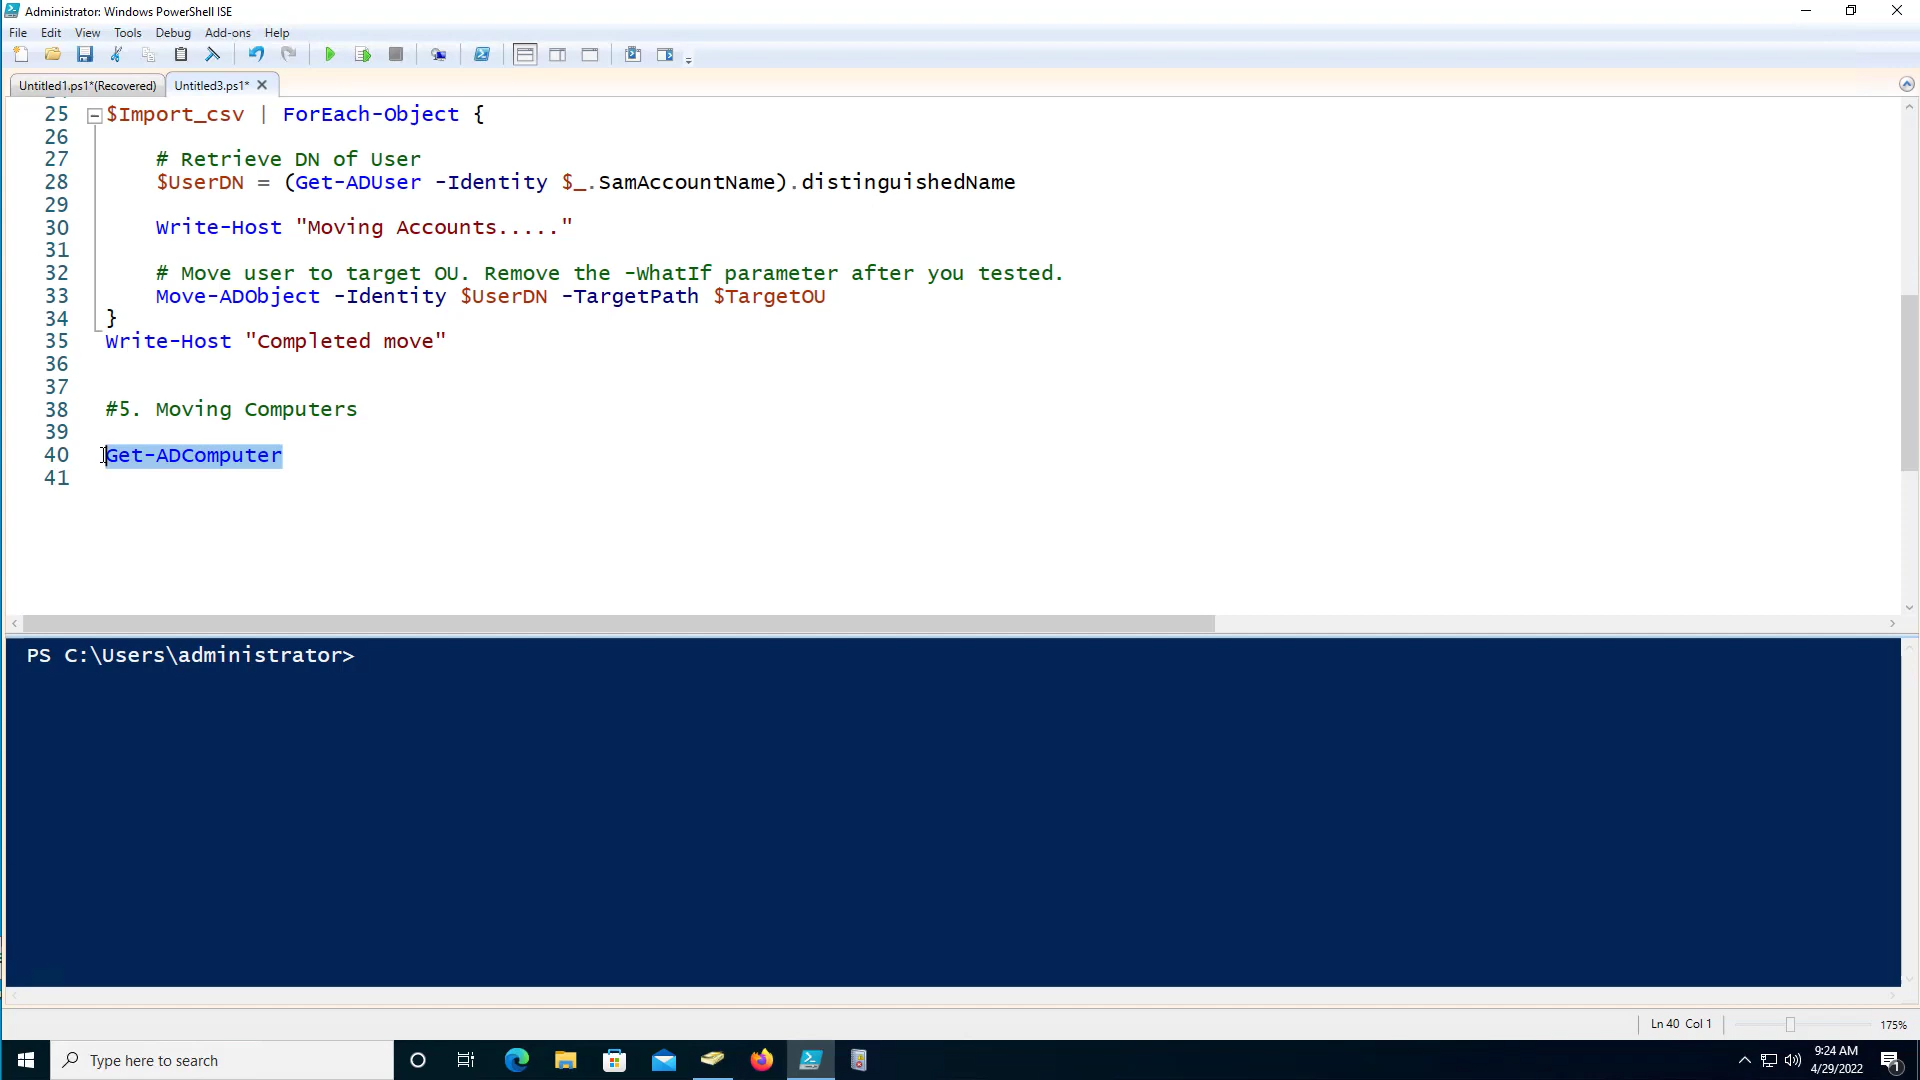 Administrator: Windows PowerShell ISE
File Edit View Tools Debug Add-ons Help
Untitled1.ps1*(Recovered) Untitled3.ps1*
25 $Import_csv | ForEach-Object {
26
27 # Retrieve DN of User
28 $UserDN = (Get-ADUser -Identity $_.SamAccountName).distinguishedName
29
30 Write-Host "Moving Accounts....."
31
32 # Move user to target OU. Remove the -WhatIf parameter after you tested.
33 Move-ADObject -Identity $UserDN -TargetPath $TargetOU
34 }
35 Write-Host "Completed move"
36
37
38 #5. Moving Computers
39
40 Get-ADComputer
41
PS C:\Users\administrator>
Ln 40 Col 1 175%
Type here to search
9:24 AM
4/29/2022
1